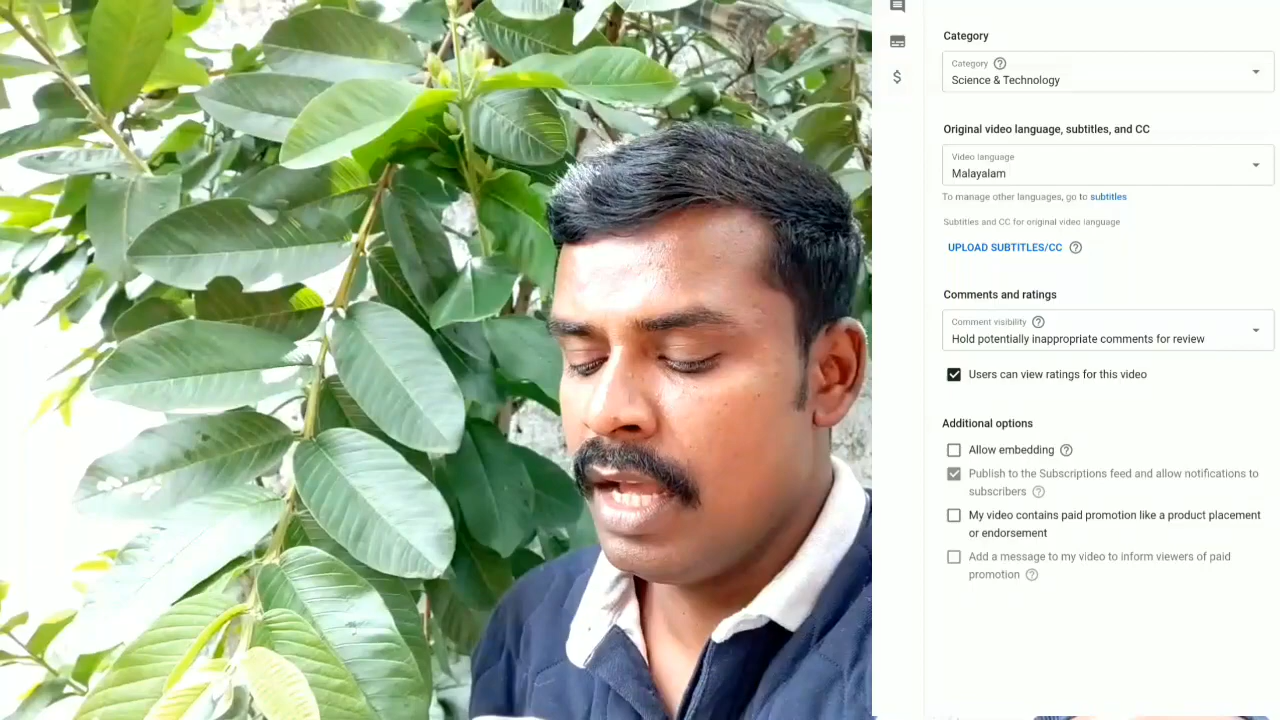 Category
Category
Science & Technology
Original video language, subtitles, and CC
Video language
Malayalam
To manage other languages, go to subtitles
Subtitles and CC for original video language
UPLOAD SUBTITLES/CC
Comments and ratings
Comment visibility
Hold potentially inappropriate comments for review
Users can view ratings for this video
Additional options
Allow embedding
Publish to the Subscriptions feed and allow notifications to
subscribers
My video contains paid promotion like a product placement
or endorsement
Add a message to my video to inform viewers of paid
promotion